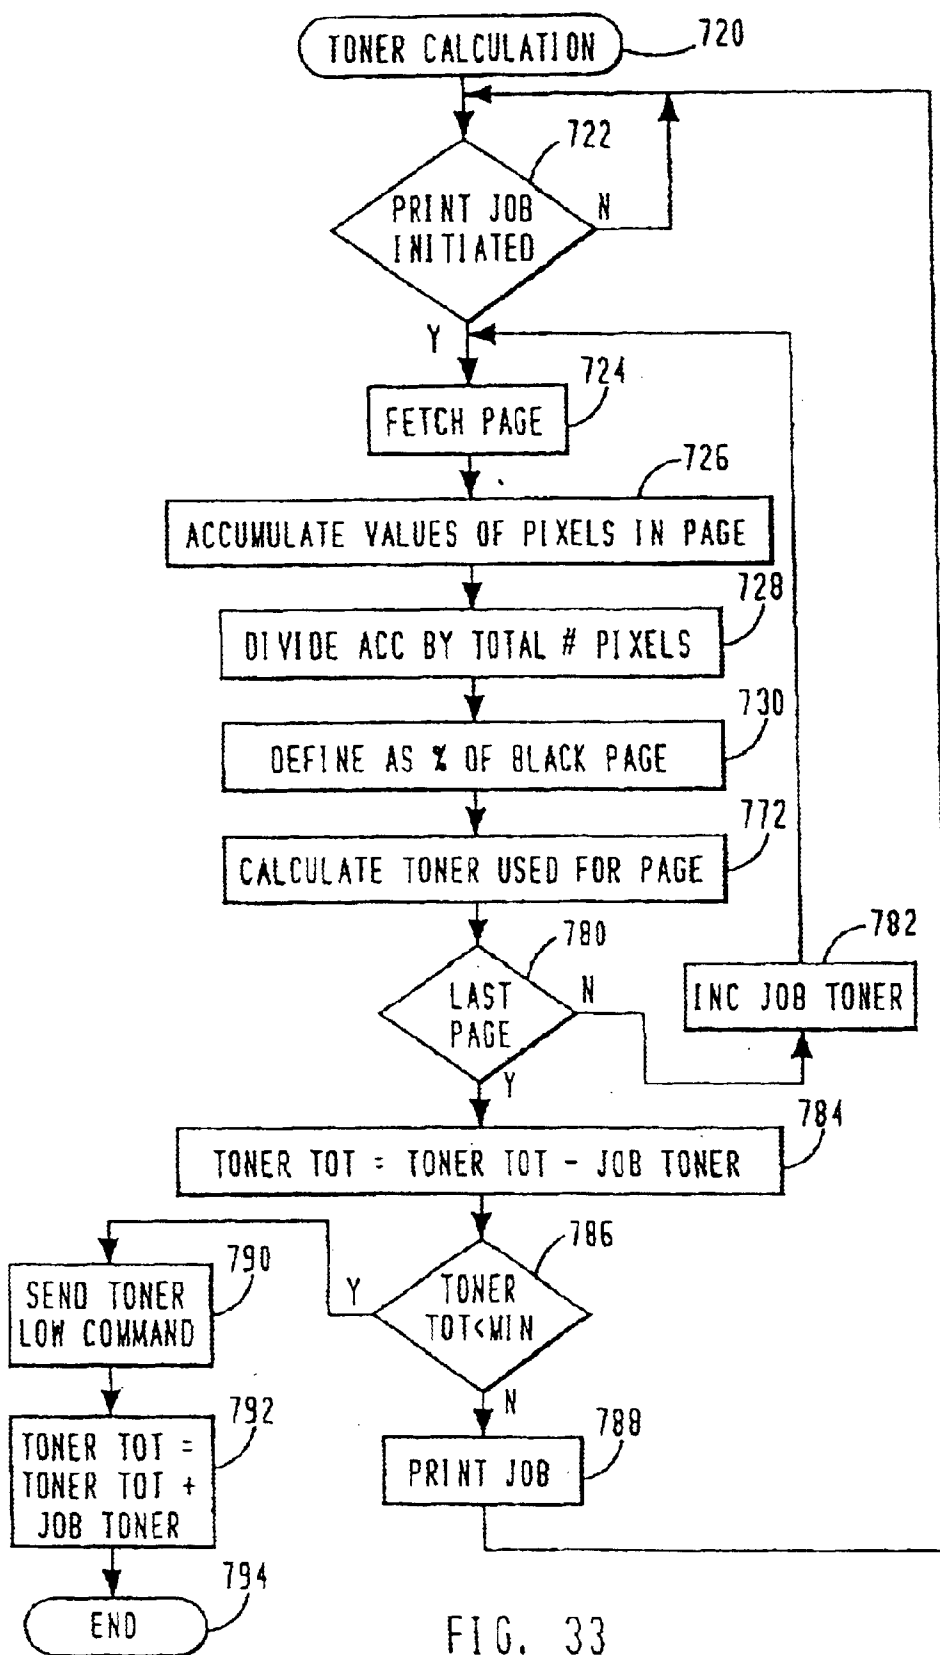 TONER CALCULATION
720
722
PRINT JOB
INITIATED
N
Y
724
FETCH PAGE
726
ACCUMULATE VALUES OF PIXELS IN PAGE
728
DIVIDE ACC BY TOTAL # PIXELS
730
DEFINE AS % OF BLACK PAGE
772
CALCULATE TONER USED FOR PAGE
780
LAST
PAGE
N
Y
782
INC JOB TONER
784
TONER TOT = TONER TOT - JOB TONER
786
TONER
TOT<MIN
Y
N
790
SEND TONER
LOW COMMAND
792
TONER TOT =
TONER TOT +
JOB TONER
788
PRINT JOB
794
END
FIG. 33